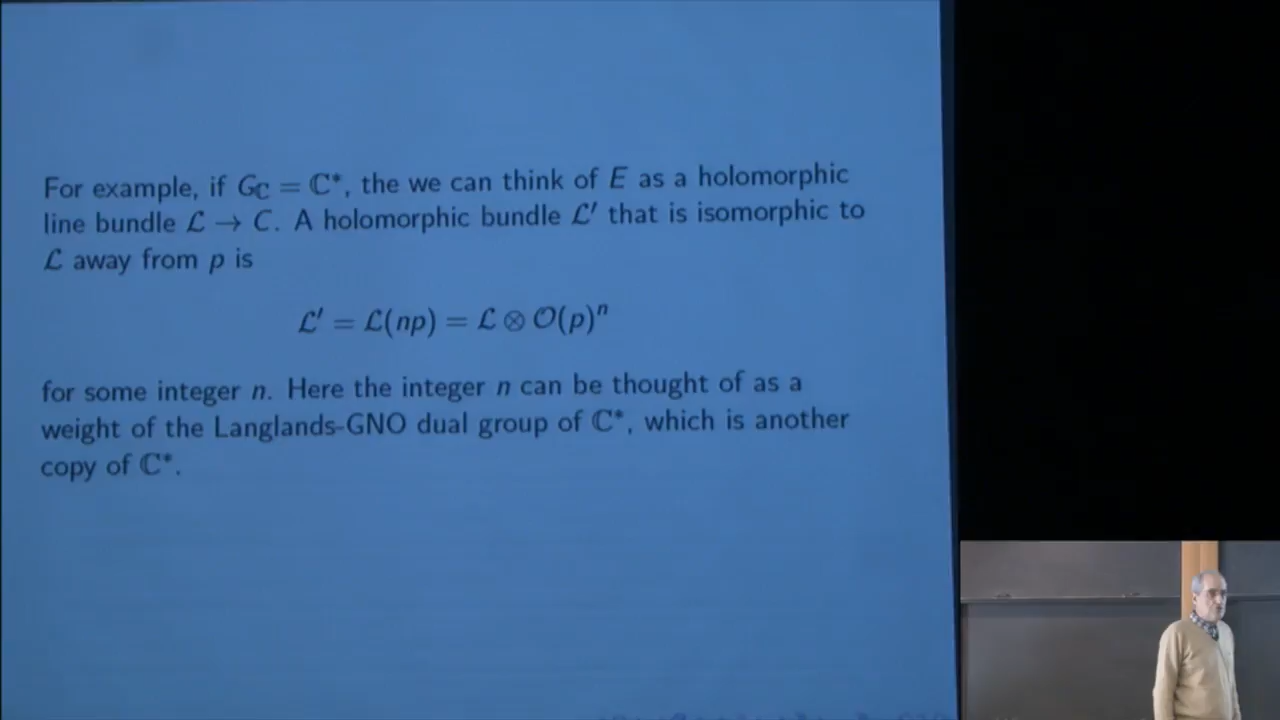 For example, if G_ℂ = ℂ*, the we can think of E as a holomorphic
line bundle ℒ → C. A holomorphic bundle ℒ′ that is isomorphic to
ℒ away from p is
ℒ′ = ℒ(np) = ℒ ⊗ 𝒪(p)ⁿ
for some integer n. Here the integer n can be thought of as a
weight of the Langlands-GNO dual group of ℂ*, which is another
copy of ℂ*.